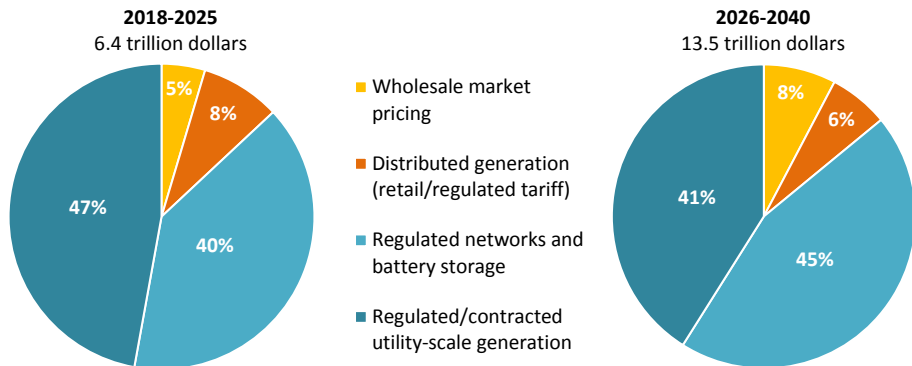 2018-2025
6.4 trillion dollars
5%
8%
47%
40%
Wholesale market
pricing
Distributed generation
(retail/regulated tariff)
Regulated networks and
battery storage
Regulated/contracted
utility-scale generation
2026-2040
13.5 trillion dollars
8%
6%
41%
45%